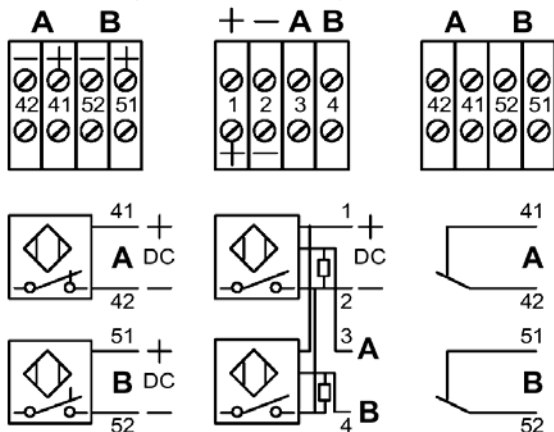 A B + − A B A B
− + − +
42 41 52 51 1 2 3 4 42 41 52 51
+ −
41 + 1 + 41
A DC DC A
42 − 2 − 42
3 A
51 + 51
B DC B
52 − 4 B 52